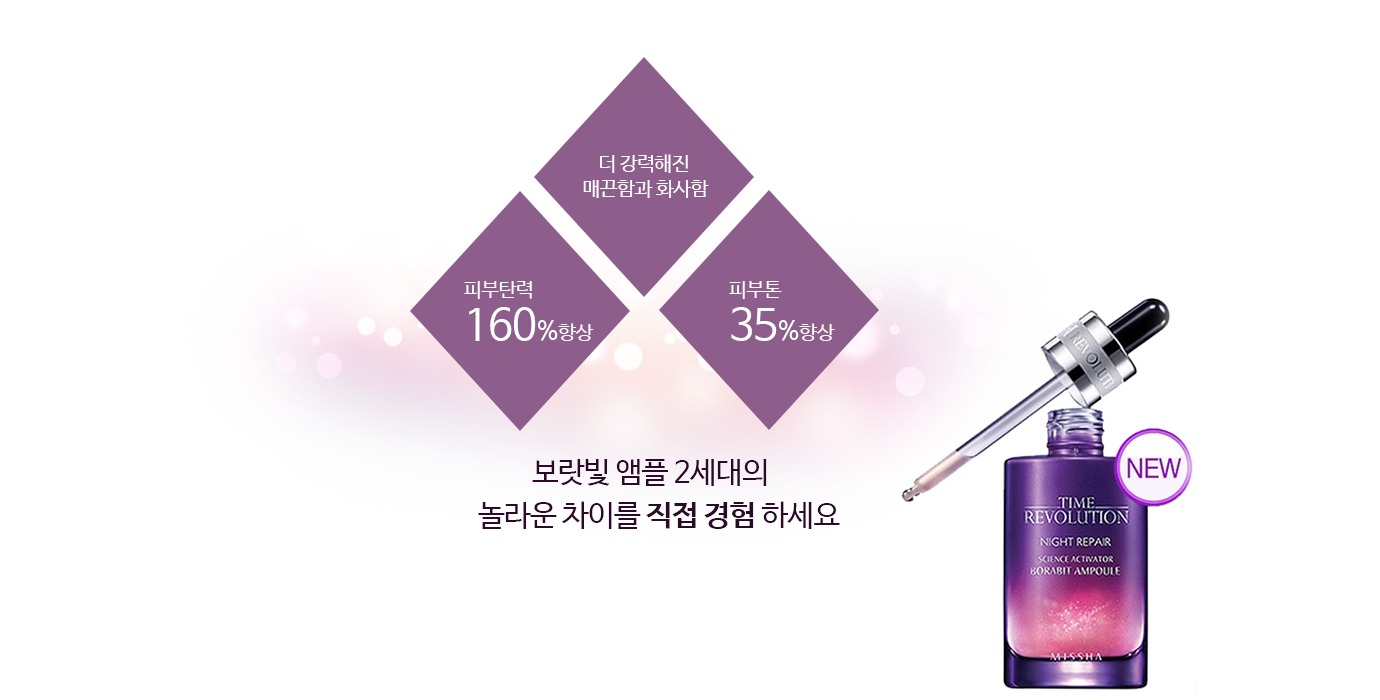 더 강력해진
매끈함과 화사함
피부탄력
160%향상
피부톤
35%향상
보랏빛 앰플 2세대의
놀라운 차이를 직접 경험 하세요
NEW
TIME
REVOLUTION
NIGHT REPAIR
SCIENCE ACTIVATOR
BORABIT AMPOULE
MISSHA